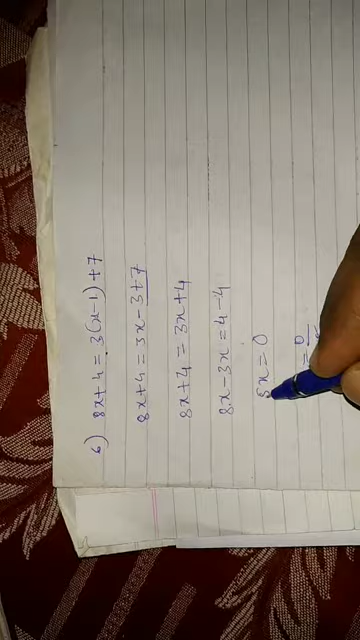 6) 8x+4=3(x-1)+7
8x+4=3x-3+7
8x+4=3x+4
8x-3x=4-4
5x=0
=0